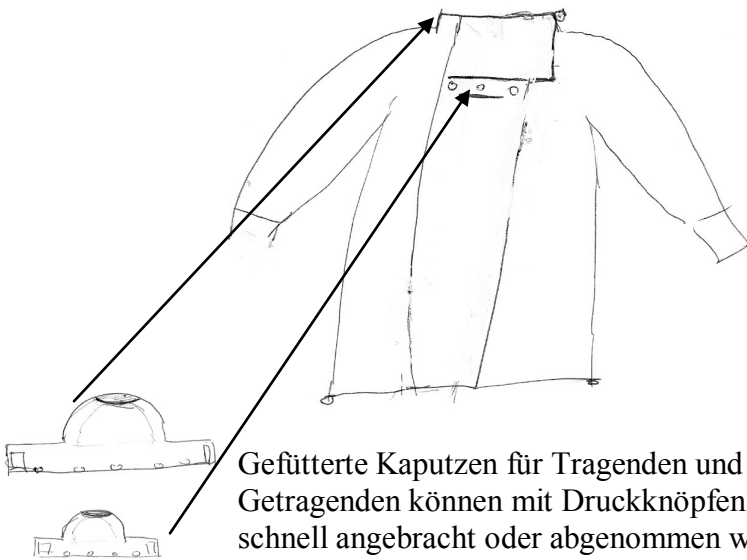 Gefütterte Kaputzen für Tragenden und
Getragenden können mit Druckknöpfen
schnell angebracht oder abgenommen w